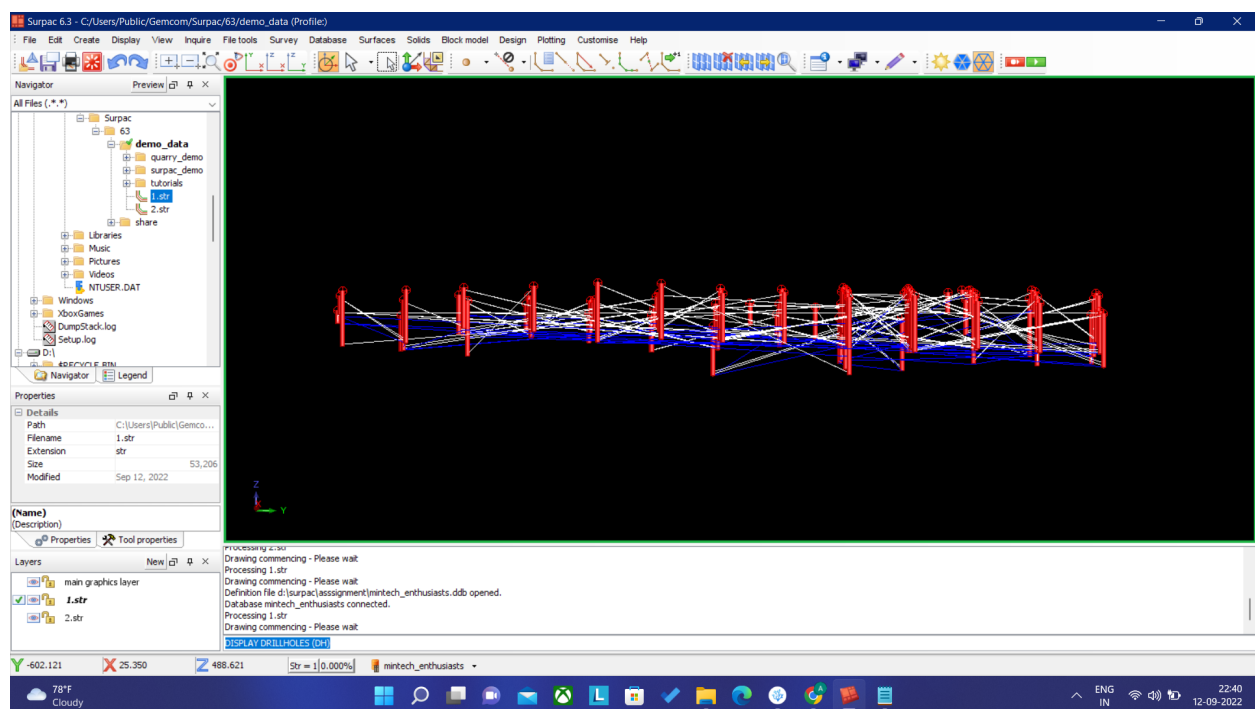 Surpac 6.3 - C:/Users/Public/Gemcom/Surpac/63/demo_data (Profile:)
File Edit Create Display View Inquire File tools Survey Database Surfaces Solids Block model Design Plotting Customise Help
Navigator Preview
All Files (.*.*)
Surpac
63
demo_data
quarry_demo
surpac_demo
tutorials
1.str
2.str
share
Libraries
Music
Pictures
Videos
NTUSER.DAT
Windows
XboxGames
DumpStack.log
Setup.log
D:\
$RECYCLE.BIN
Navigator Legend
Properties
Details
Path C:\Users\Public\Gemco...
Filename 1.str
Extension str
Size 53,206
Modified Sep 12, 2022
(Name)
(Description)
Properties Tool properties
Layers New
main graphics layer
1.str
2.str
Z
X
Y
Processing 2.str
Drawing commencing - Please wait
Processing 1.str
Drawing commencing - Please wait
Definition file d:\surpac\asssignment\mintech_enthusiasts.ddb opened.
Database mintech_enthusiasts connected.
Processing 1.str
Drawing commencing - Please wait
DISPLAY DRILLHOLES (DH)
Y -602.121 X 25.350 Z 488.621 Str = 1 0.000% mintech_enthusiasts
78°F
Cloudy
ENG
IN
22:40
12-09-2022